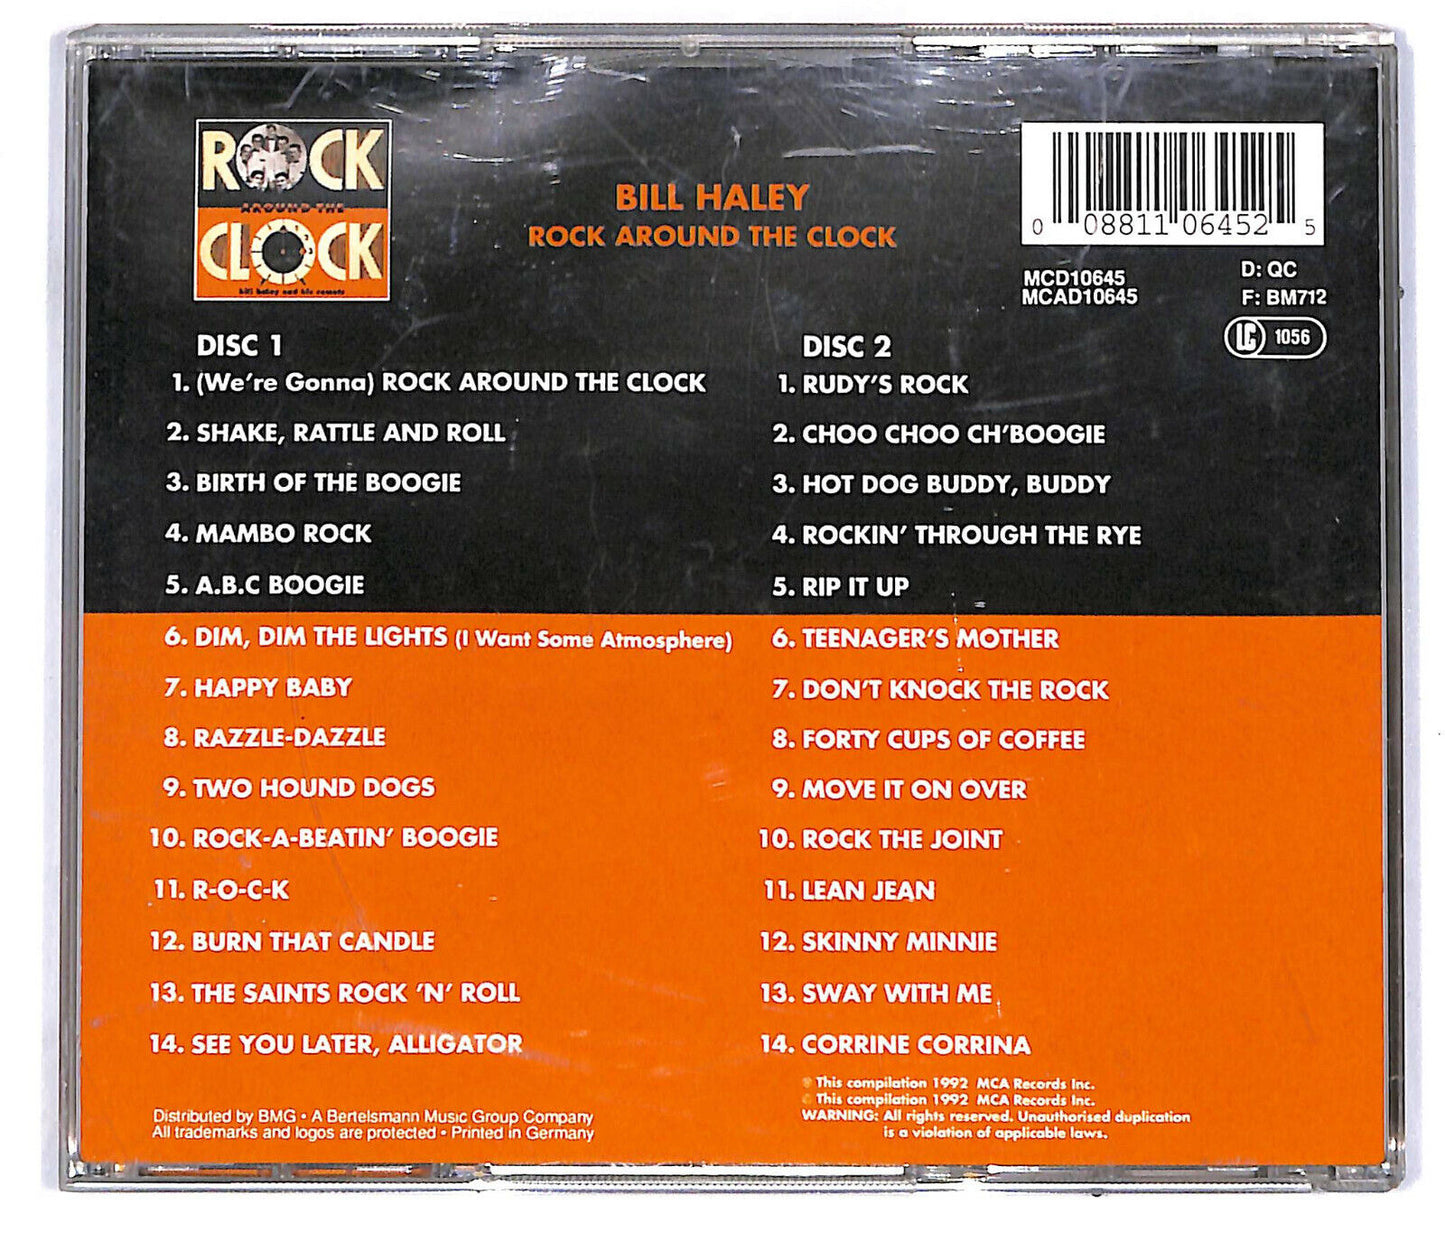 ROCK
AROUND THE
CLOCK
bill haley and his comets
BILL HALEY
ROCK AROUND THE CLOCK
0 08811 06452 5
MCD10645
MCAD10645
D: QC
F: BM712
LC 1056
DISC 1
1. (We're Gonna) ROCK AROUND THE CLOCK
2. SHAKE, RATTLE AND ROLL
3. BIRTH OF THE BOOGIE
4. MAMBO ROCK
5. A.B.C BOOGIE
6. DIM, DIM THE LIGHTS (I Want Some Atmosphere)
7. HAPPY BABY
8. RAZZLE-DAZZLE
9. TWO HOUND DOGS
10. ROCK-A-BEATIN' BOOGIE
11. R-O-C-K
12. BURN THAT CANDLE
13. THE SAINTS ROCK 'N' ROLL
14. SEE YOU LATER, ALLIGATOR
DISC 2
1. RUDY'S ROCK
2. CHOO CHOO CH'BOOGIE
3. HOT DOG BUDDY, BUDDY
4. ROCKIN' THROUGH THE RYE
5. RIP IT UP
6. TEENAGER'S MOTHER
7. DON'T KNOCK THE ROCK
8. FORTY CUPS OF COFFEE
9. MOVE IT ON OVER
10. ROCK THE JOINT
11. LEAN JEAN
12. SKINNY MINNIE
13. SWAY WITH ME
14. CORRINE CORRINA
Distributed by BMG • A Bertelsmann Music Group Company
All trademarks and logos are protected • Printed in Germany
This compilation 1992 MCA Records Inc.
This compilation 1992 MCA Records Inc.
WARNING: All rights reserved. Unauthorised duplication
is a violation of applicable laws.